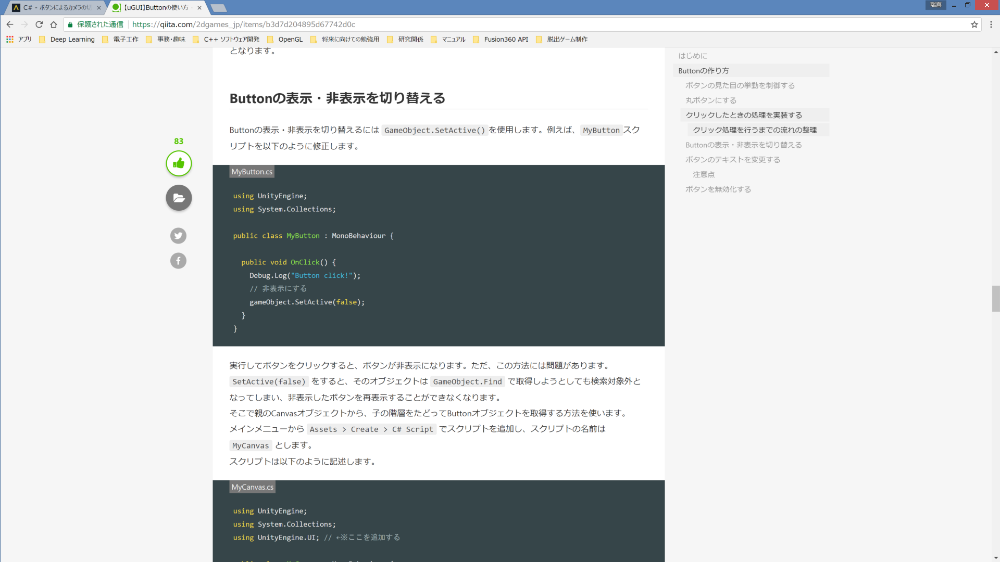 C# - ボタンによるカメラの切
【uGUI】Buttonの使い方
瑞喜
保護された通信
https://qiita.com/2dgames_jp/items/b3d7d204895d67742d0c
アプリ
Deep Learning
電子工作
事務・趣味
C++ ソフトウェア開発
OpenGL
将来に向けての勉強用
研究関係
マニュアル
Fusion360 API
脱出ゲーム制作
となります。
Buttonの表示・非表示を切り替える
Buttonの表示・非表示を切り替えるには GameObject.SetActive() を使用します。例えば、 MyButton スク
リプトを以下のように修正します。
83
MyButton.cs
using UnityEngine;
using System.Collections;
public class MyButton : MonoBehaviour {
public void OnClick() {
Debug.Log("Button click!");
// 非表示にする
gameObject.SetActive(false);
}
}
実行してボタンをクリックすると、ボタンが非表示になります。ただ、この方法には問題があります。
SetActive(false) をすると、そのオブジェクトは GameObject.Find で取得しようとしても検索対象外と
なってしまい、非表示したボタンを再表示することができなくなります。
そこで親のCanvasオブジェクトから、子の階層をたどってButtonオブジェクトを取得する方法を使います。
メインメニューから Assets > Create > C# Script でスクリプトを追加し、スクリプトの名前は
MyCanvas とします。
スクリプトは以下のように記述します。
MyCanvas.cs
using UnityEngine;
using System.Collections;
using UnityEngine.UI; // ←※ここを追加する
はじめに
Buttonの作り方
ボタンの見た目の挙動を制御する
丸ボタンにする
クリックしたときの処理を実装する
クリック処理を行うまでの流れの整理
Buttonの表示・非表示を切り替える
ボタンのテキストを変更する
注意点
ボタンを無効化する